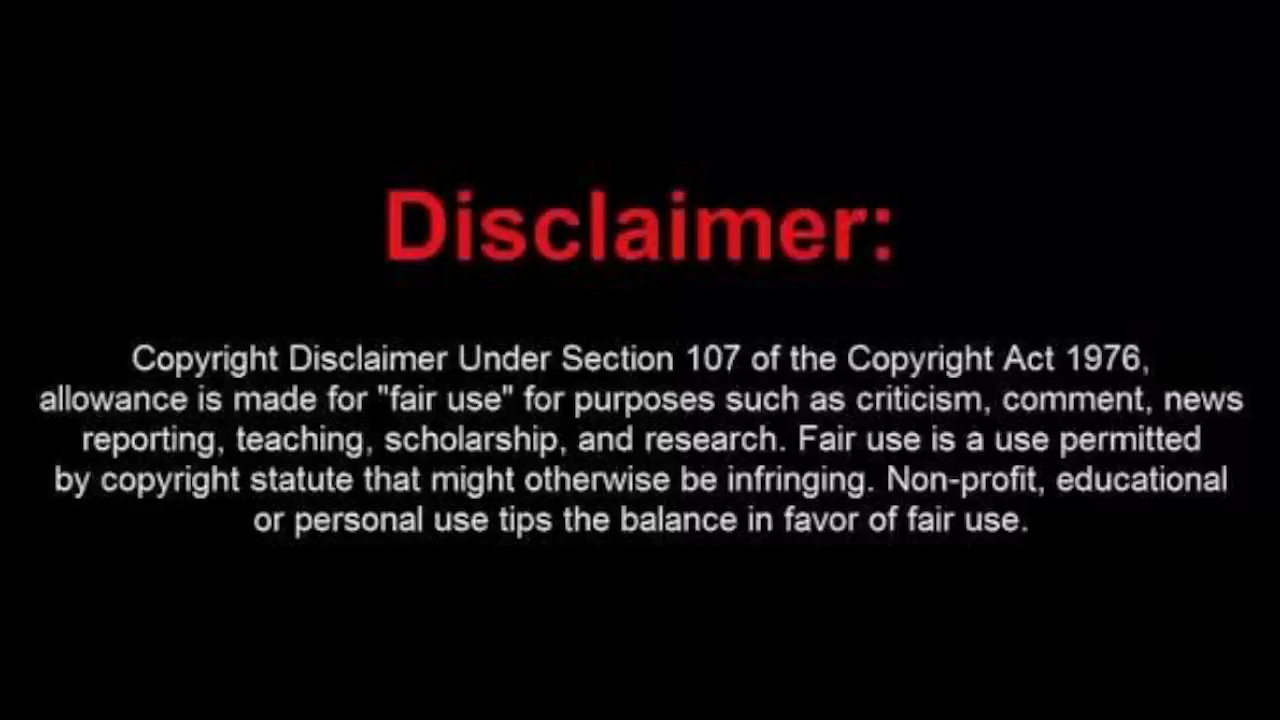 Disclaimer:
Copyright Disclaimer Under Section 107 of the Copyright Act 1976,
allowance is made for "fair use" for purposes such as criticism, comment, news
reporting, teaching, scholarship, and research. Fair use is a use permitted
by copyright statute that might otherwise be infringing. Non-profit, educational
or personal use tips the balance in favor of fair use.